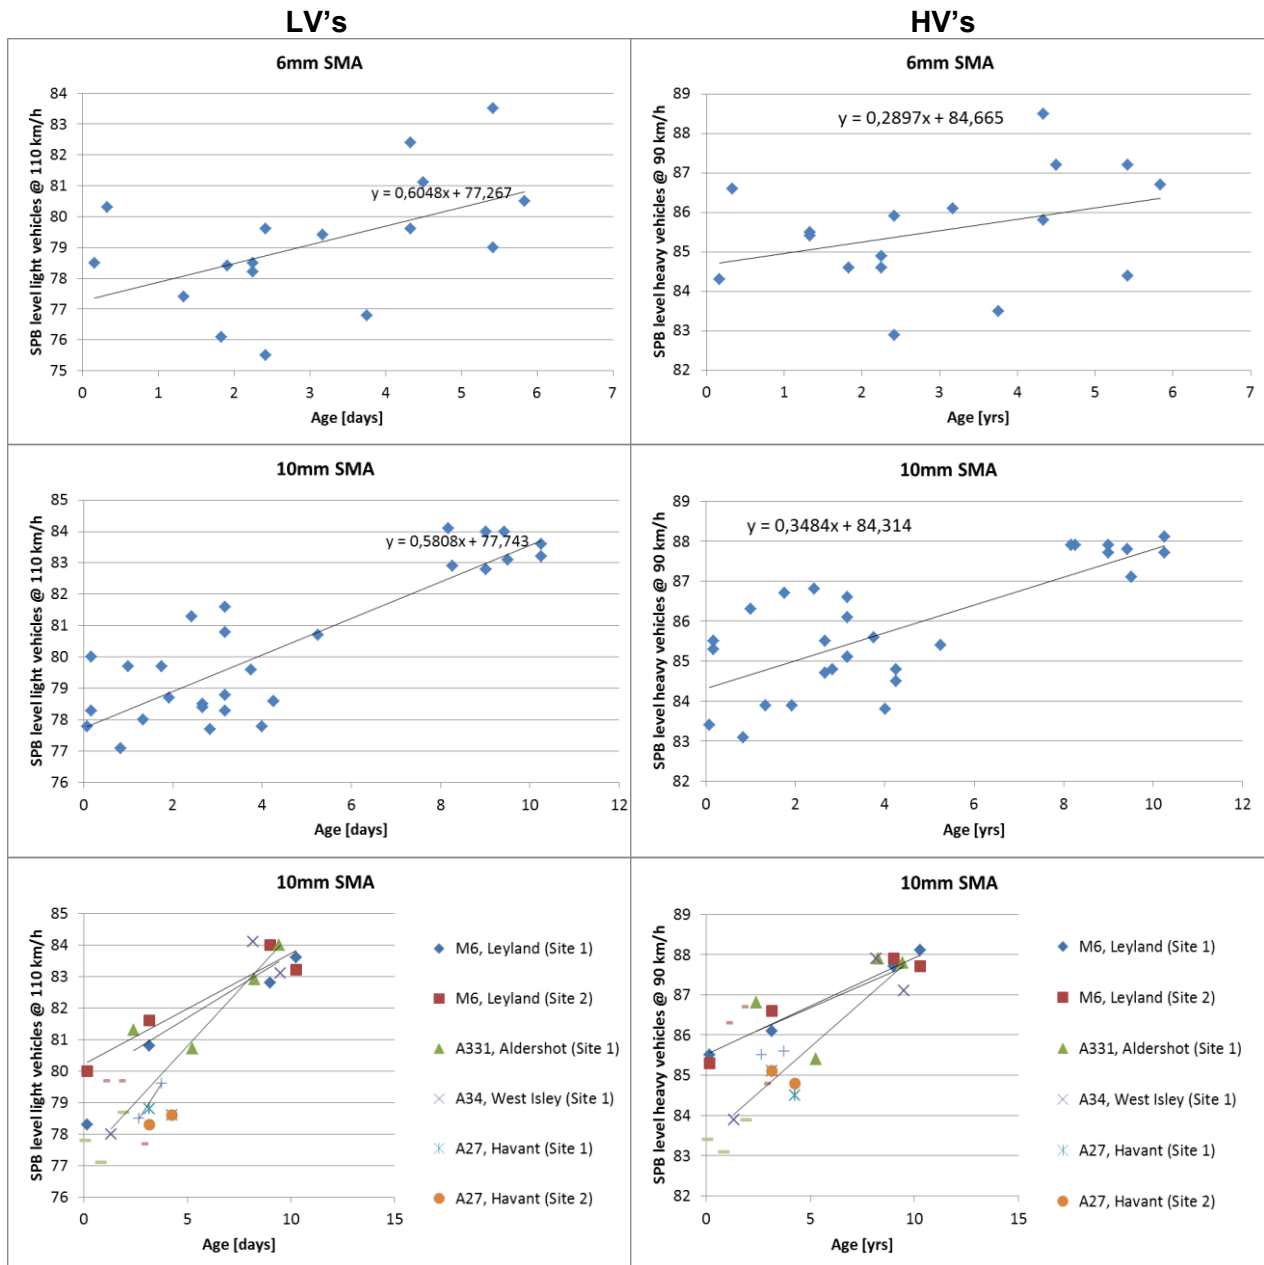 LV's
HV's
6mm SMA
SPB level light vehicles @ 110 km/h
84
83
82
81
80
79
78
77
76
75
y = 0,6048x + 77,267
0 1 2 3 4 5 6 7
Age [days]
6mm SMA
SPB level heavy vehicles @ 90 km/h
89
88
87
86
85
84
83
82
y = 0,2897x + 84,665
0 1 2 3 4 5 6 7
Age [yrs]
10mm SMA
SPB level light vehicles @ 110 km/h
85
84
83
82
81
80
79
78
77
76
y = 0,5808x + 77,743
0 2 4 6 8 10 12
Age [days]
10mm SMA
SPB level heavy vehicles @ 90 km/h
89
88
87
86
85
84
83
82
y = 0,3484x + 84,314
0 2 4 6 8 10 12
Age [yrs]
10mm SMA
SPB level light vehicles @ 110 km/h
85
84
83
82
81
80
79
78
77
76
0 5 10 15
Age [days]
M6, Leyland (Site 1)
M6, Leyland (Site 2)
A331, Aldershot (Site 1)
A34, West Isley (Site 1)
A27, Havant (Site 1)
A27, Havant (Site 2)
10mm SMA
SPB level heavy vehicles @ 90 km/h
89
88
87
86
85
84
83
82
0 5 10 15
Age [yrs]
M6, Leyland (Site 1)
M6, Leyland (Site 2)
A331, Aldershot (Site 1)
A34, West Isley (Site 1)
A27, Havant (Site 1)
A27, Havant (Site 2)